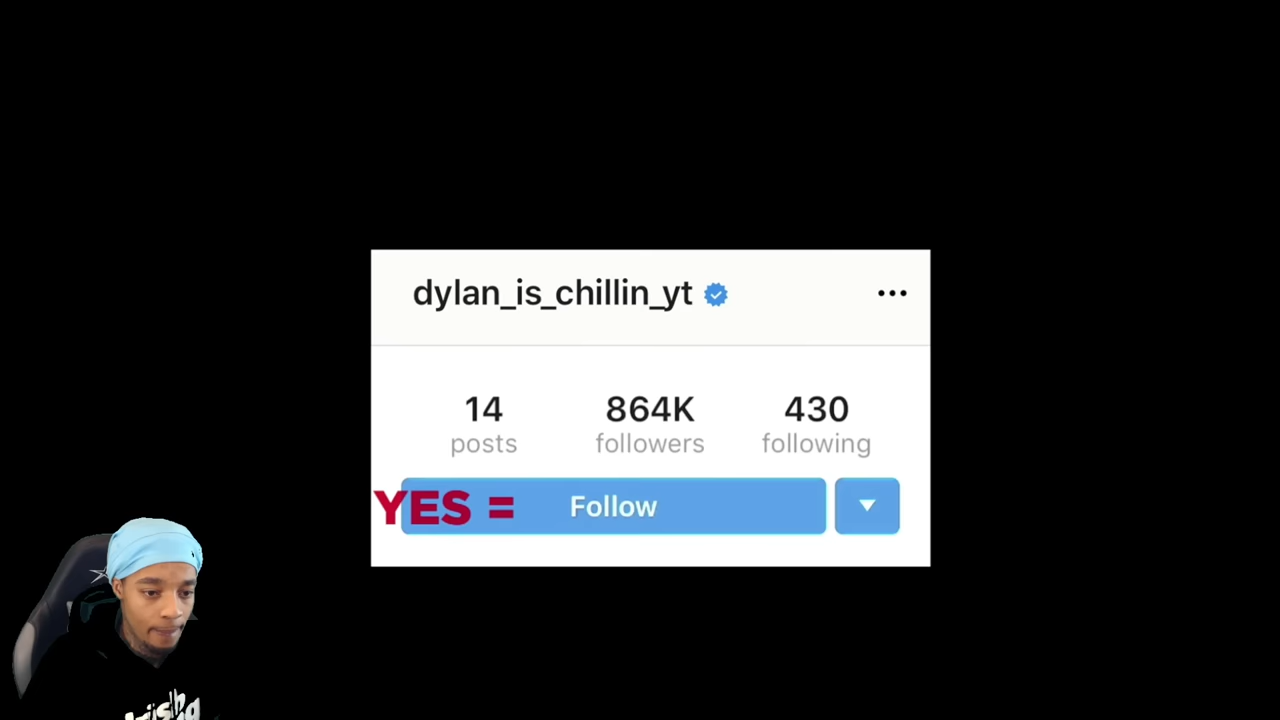 dylan_is_chillin_yt
14 864K 430
posts followers following
YES = Follow